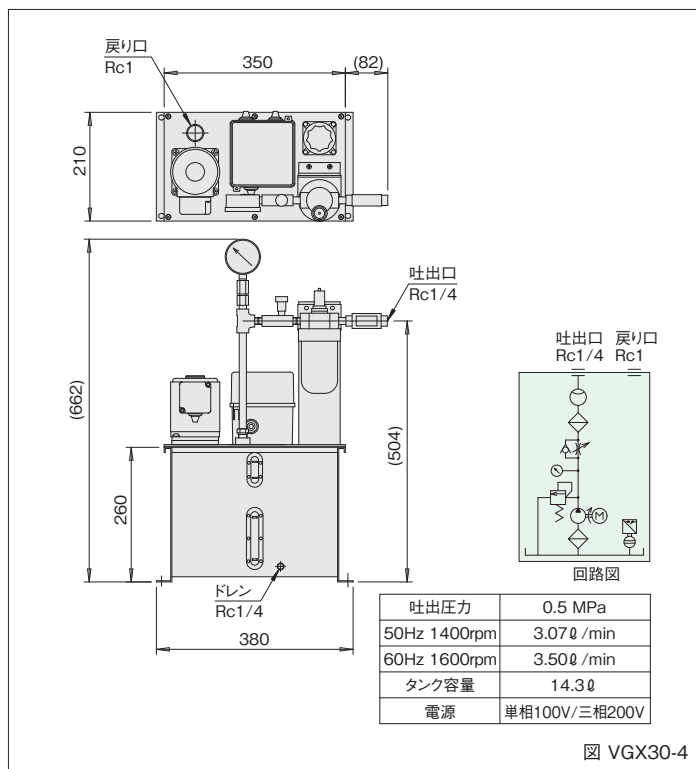 戻り口
Rc1
350
(82)
210
吐出口
Rc1/4
(662)
(504)
260
ドレン
Rc1/4
380
吐出口 戻り口
Rc1/4 Rc1
M
回路図
吐出圧力 0.5 MPa
50Hz 1400rpm 3.07ℓ/min
60Hz 1600rpm 3.50ℓ/min
タンク容量 14.3ℓ
電源 単相100V/三相200V
図 VGX30-4